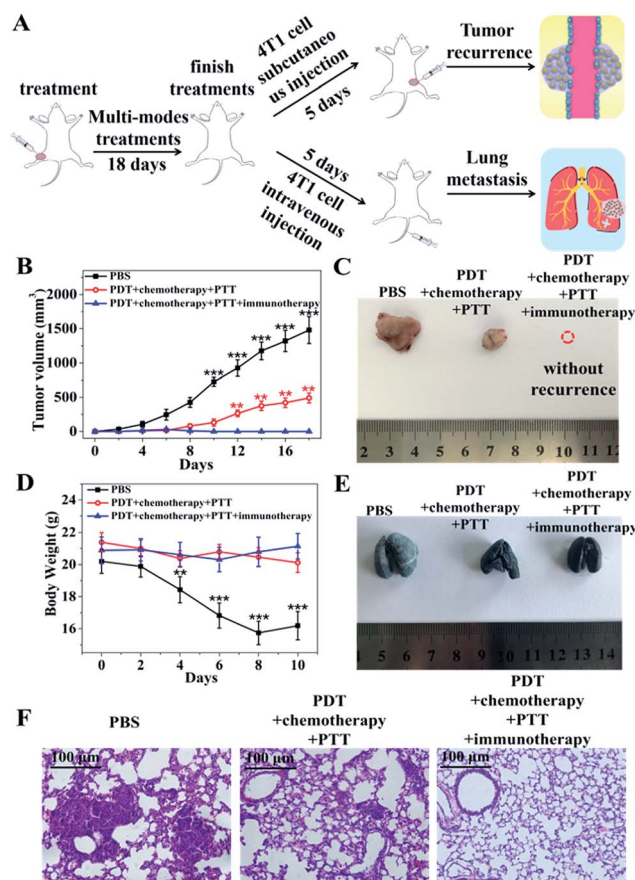 A
treatment
Multi-modes
treatments
18 days
finish
treatments
4T1 cell
subcutaneo
us injection
5 days
5 days
4T1 cell
intravenous
injection
Tumor
recurrence
Lung
metastasis
B
PBS
PDT+chemotherapy+PTT
PDT+chemotherapy+PTT+immunotherapy
Tumor volume (mm³)
2000
1500
1000
500
0
***
***
***
***
***
**
**
**
**
0 4 8 12 16
Days
C
PBS
PDT
+chemotherapy
+PTT
PDT
+chemotherapy
+PTT
+immunotherapy
without
recurrence
2 3 4 5 6 7 8 9 10 11 12
D
PBS
PDT+chemotherapy+PTT
PDT+chemotherapy+PTT+immunotherapy
Body Weight (g)
24
22
20
18
16
**
***
***
***
0 2 4 6 8 10
Days
E
PBS
PDT
+chemotherapy
+PTT
PDT
+chemotherapy
+PTT
+immunotherapy
4 5 6 7 8 9 10 11 12 13 14
F
PBS
PDT
+chemotherapy
+PTT
PDT
+chemotherapy
+PTT
+immunotherapy
100 μm
100 μm
100 μm